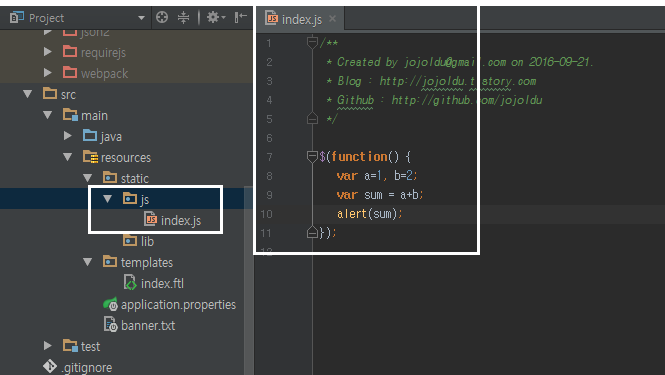 Project
index.js
json2
requirejs
webpack
src
main
java
resources
static
js
index.js
lib
templates
index.ftl
application.properties
banner.txt
test
.gitignore
1 /**
2 * Created by jojoldu@gmail.com on 2016-09-21.
3 * Blog : http://jojoldu.tistory.com
4 * Github : http://github.com/jojoldu
5 */
6
7 $(function() {
8 var a=1, b=2;
9 var sum = a+b;
10 alert(sum);
11 });
12